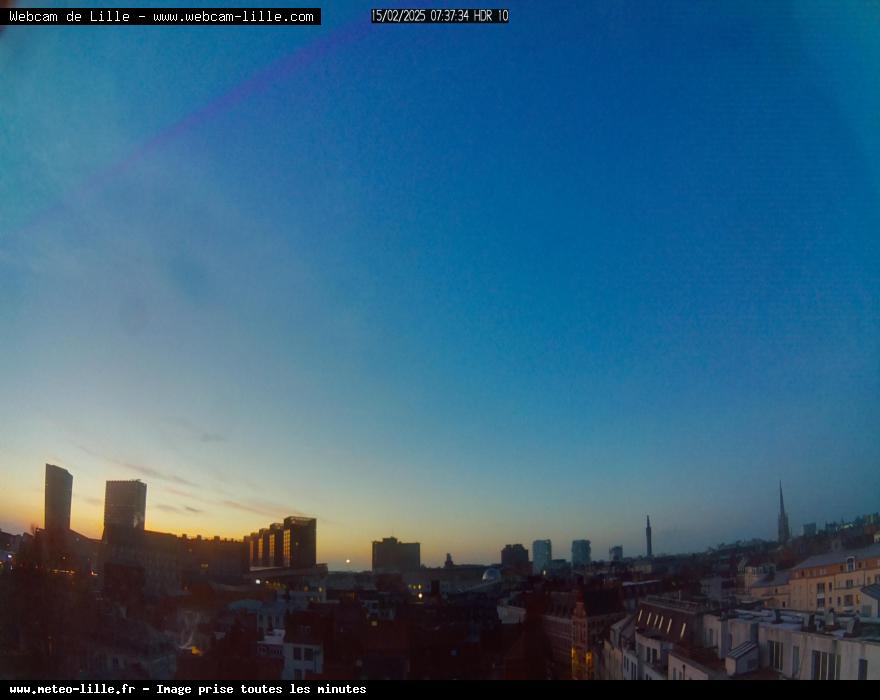 Webcam de Lille - www.webcam-lille.com
15/02/2025 07:37:34 HDR 10
www.meteo-lille.fr - Image prise toutes les minutes